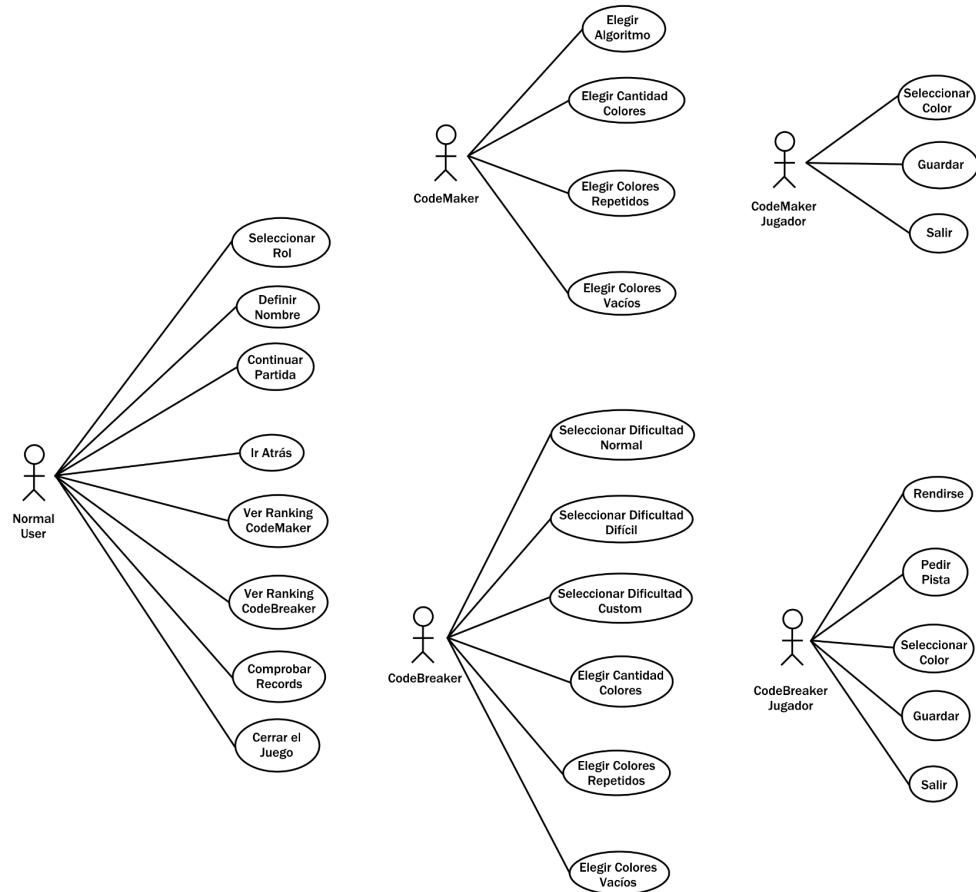 Elegir
Algoritmo
Elegir Cantidad
Colores
Elegir Colores
Repetidos
Elegir Colores
Vacíos
CodeMaker
Seleccionar
Color
Guardar
Salir
CodeMaker
Jugador
Seleccionar
Rol
Definir
Nombre
Continuar
Partida
Ir Atrás
Ver Ranking
CodeMaker
Ver Ranking
CodeBreaker
Comprobar
Records
Cerrar el
Juego
Normal
User
Seleccionar Dificultad
Normal
Seleccionar Dificultad
Difícil
Seleccionar Dificultad
Custom
Elegir Cantidad
Colores
Elegir Colores
Repetidos
Elegir Colores
Vacíos
CodeBreaker
Rendirse
Pedir
Pista
Seleccionar
Color
Guardar
Salir
CodeBreaker
Jugador